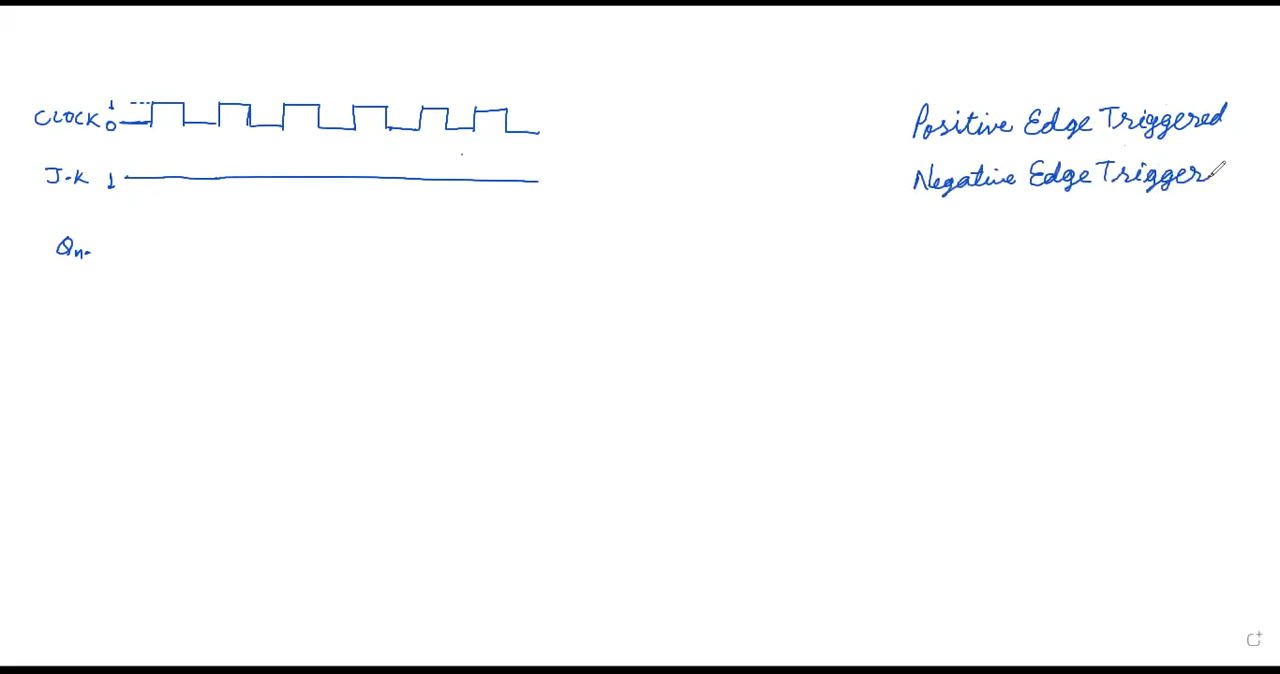 CLOCK 1
0
Positive Edge Triggered
J-K 1
Negative Edge Trigger
Qn